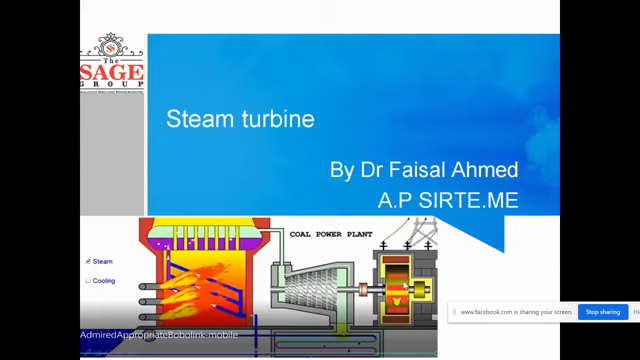 The
SAGE
GROUP
Steam turbine
By Dr Faisal Ahmed
A.P SIRTE.ME
COAL POWER PLANT
Steam
Cooling
AdmiredAppropriateBobolink-mobile
www.facebook.com is sharing your screen.
Stop sharing
Hi